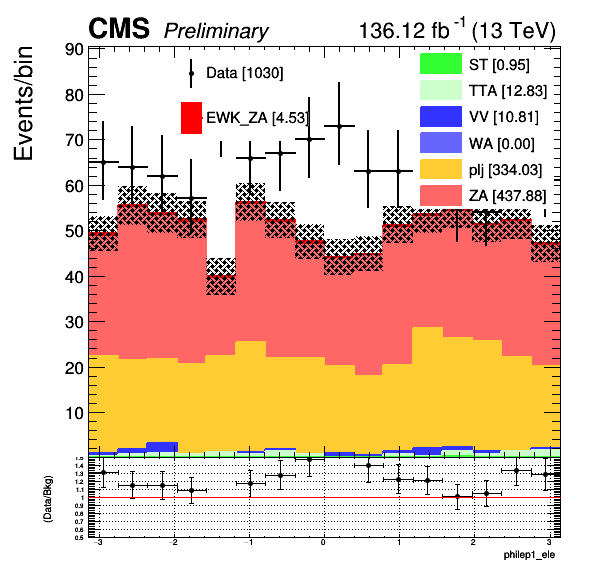 CMS Preliminary 136.12 fb⁻¹ (13 TeV)
Events/bin
90
80
70
60
50
40
30
20
10
Data [1030]
EWK_ZA [4.53]
ST [0.95]
TTA [12.83]
VV [10.81]
WA [0.00]
plj [334.03]
ZA [437.88]
(Data/Bkg)
1.5
1.4
1.3
1.2
1.1
1
0.9
0.8
0.7
0.6
0.5
−3 −2 −1 0 1 2 3
philep1_ele